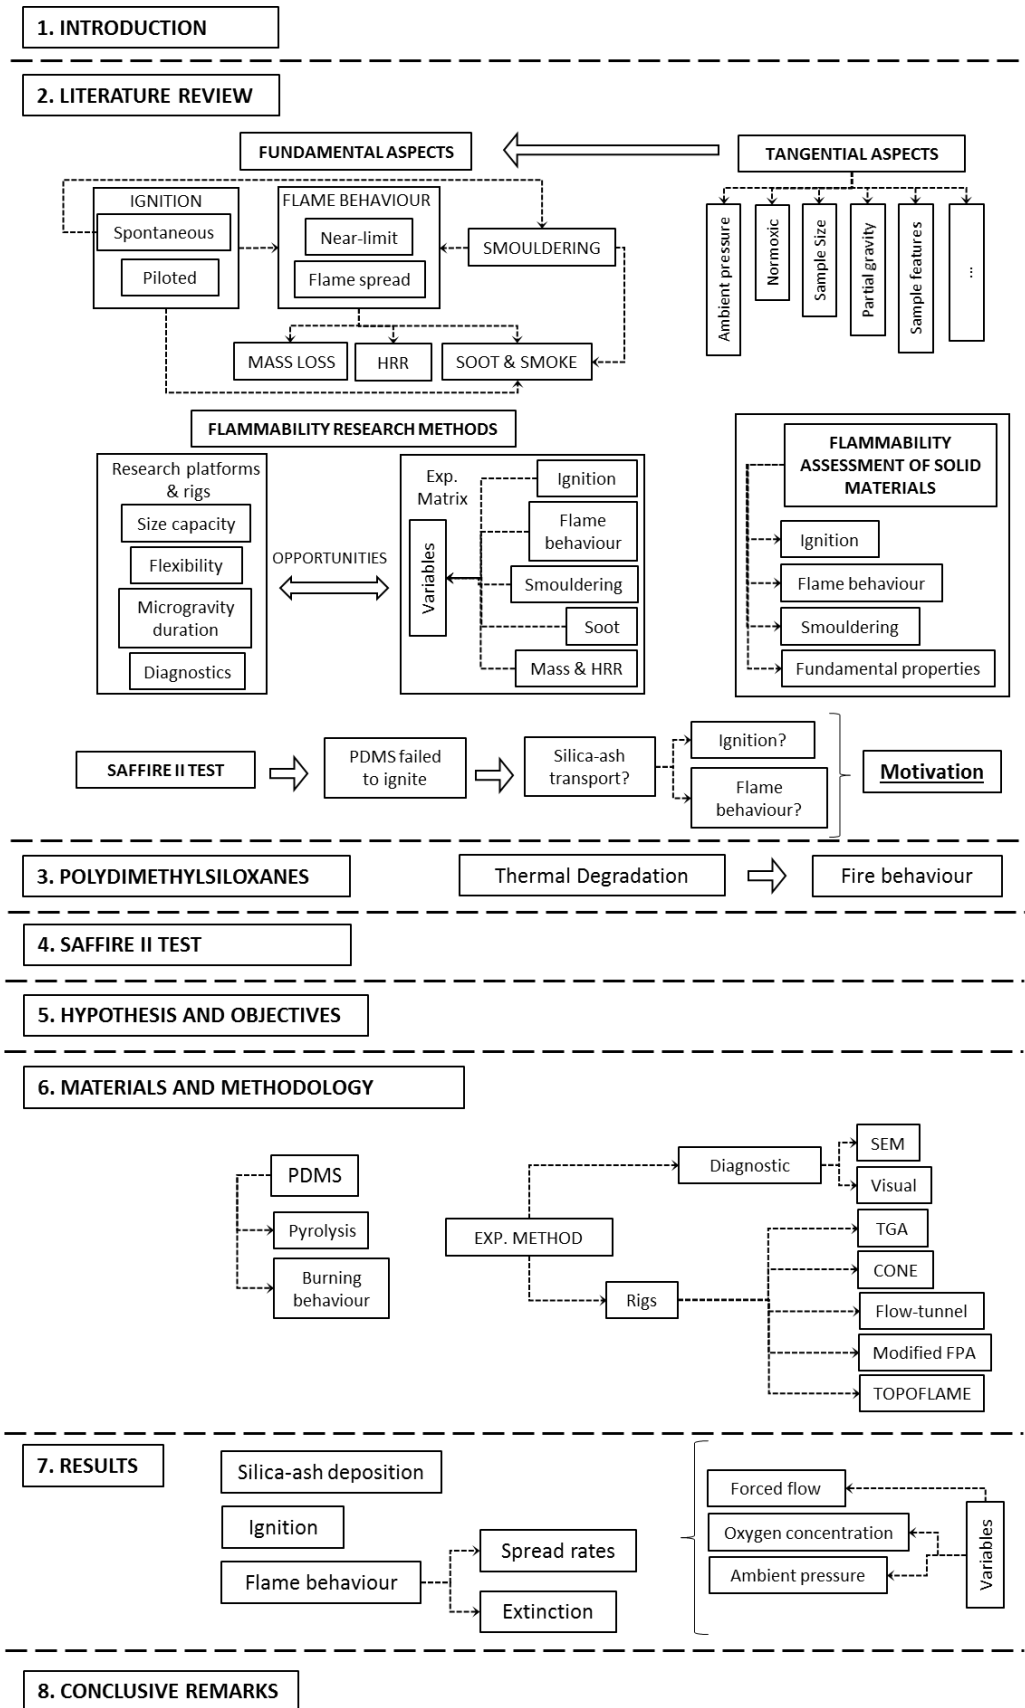 1. INTRODUCTION
2. LITERATURE REVIEW
FUNDAMENTAL ASPECTS
TANGENTIAL ASPECTS
IGNITION
Spontaneous
Piloted
FLAME BEHAVIOUR
Near-limit
Flame spread
SMOULDERING
MASS LOSS
HRR
SOOT & SMOKE
Ambient pressure
Normoxic
Sample Size
Partial gravity
Sample features
...
FLAMMABILITY RESEARCH METHODS
Research platforms
& rigs
Size capacity
Flexibility
Microgravity
duration
Diagnostics
OPPORTUNITIES
Exp.
Matrix
Variables
Ignition
Flame
behaviour
Smouldering
Soot
Mass & HRR
FLAMMABILITY
ASSESSMENT OF SOLID
MATERIALS
Ignition
Flame behaviour
Smouldering
Fundamental properties
SAFFIRE II TEST
PDMS failed
to ignite
Silica-ash
transport?
Ignition?
Flame
behaviour?
Motivation
3. POLYDIMETHYLSILOXANES
Thermal Degradation
Fire behaviour
4. SAFFIRE II TEST
5. HYPOTHESIS AND OBJECTIVES
6. MATERIALS AND METHODOLOGY
PDMS
Pyrolysis
Burning
behaviour
EXP. METHOD
Diagnostic
SEM
Visual
Rigs
TGA
CONE
Flow-tunnel
Modified FPA
TOPOFLAME
7. RESULTS
Silica-ash deposition
Ignition
Flame behaviour
Spread rates
Extinction
Forced flow
Oxygen concentration
Ambient pressure
Variables
8. CONCLUSIVE REMARKS